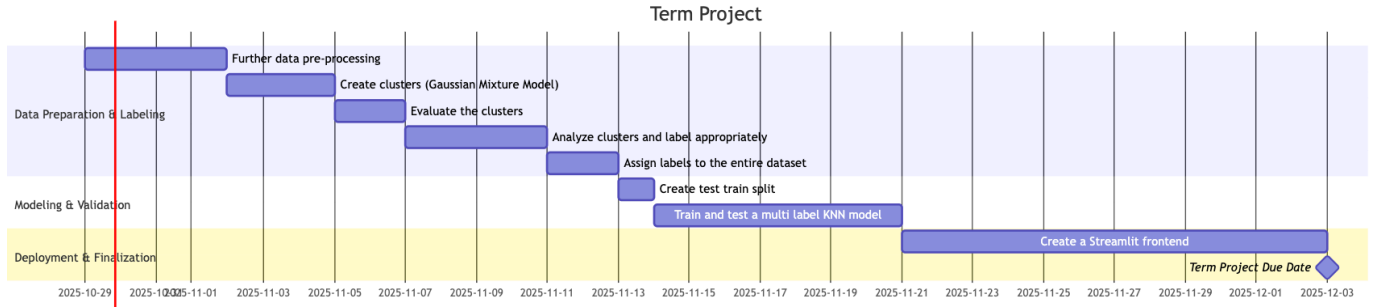 Term Project
Further data pre-processing
Create clusters (Gaussian Mixture Model)
Data Preparation & Labeling
Evaluate the clusters
Analyze clusters and label appropriately
Assign labels to the entire dataset
Create test train split
Modeling & Validation
Train and test a multi label KNN model
Create a Streamlit frontend
Deployment & Finalization
Term Project Due Date
2025-10-29 2025-10-31 2025-11-01 2025-11-03 2025-11-05 2025-11-07 2025-11-09 2025-11-11 2025-11-13 2025-11-15 2025-11-17 2025-11-19 2025-11-21 2025-11-23 2025-11-25 2025-11-27 2025-11-29 2025-12-01 2025-12-03